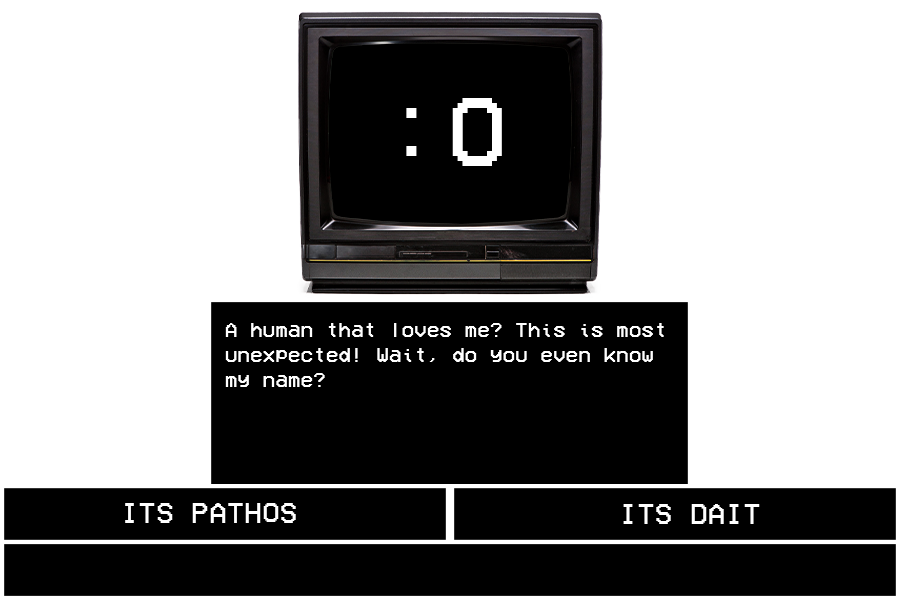 :O
A human that loves me? This is most
unexpected! Wait, do you even know
my name?
ITS PATHOS
ITS DAIT